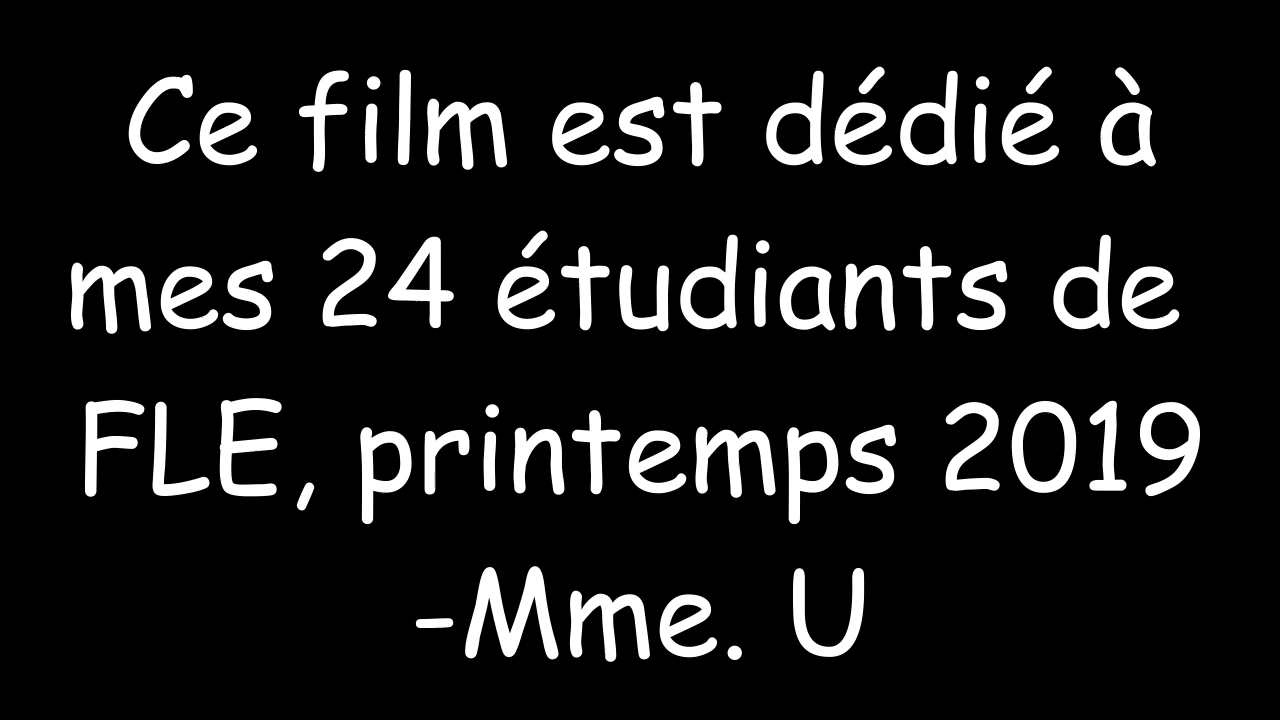 Ce film est dédié à
mes 24 étudiants de
FLE, printemps 2019
-Mme. U